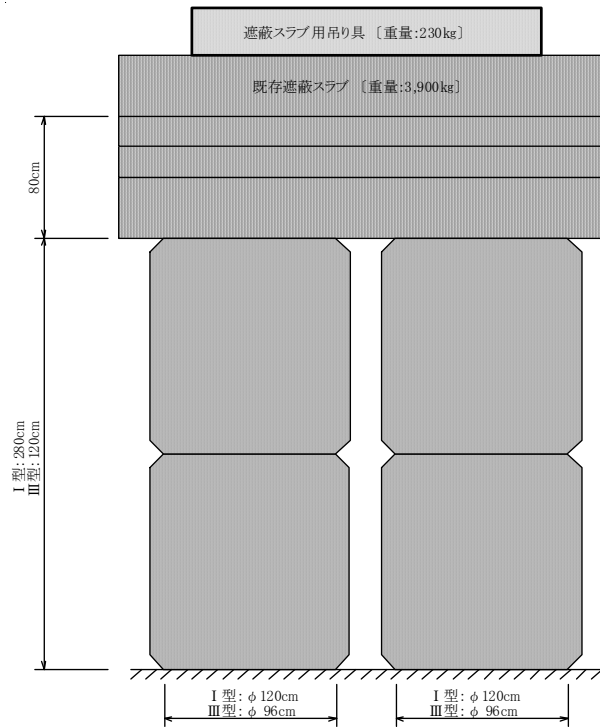 遮蔽スラブ用吊り具 〔重量:230kg〕
既存遮蔽スラブ 〔重量:3,900kg〕
80cm
Ⅰ型:280cm
Ⅲ型:120cm
Ⅰ型: φ120cm
Ⅲ型: φ 96cm
Ⅰ型: φ120cm
Ⅲ型: φ 96cm